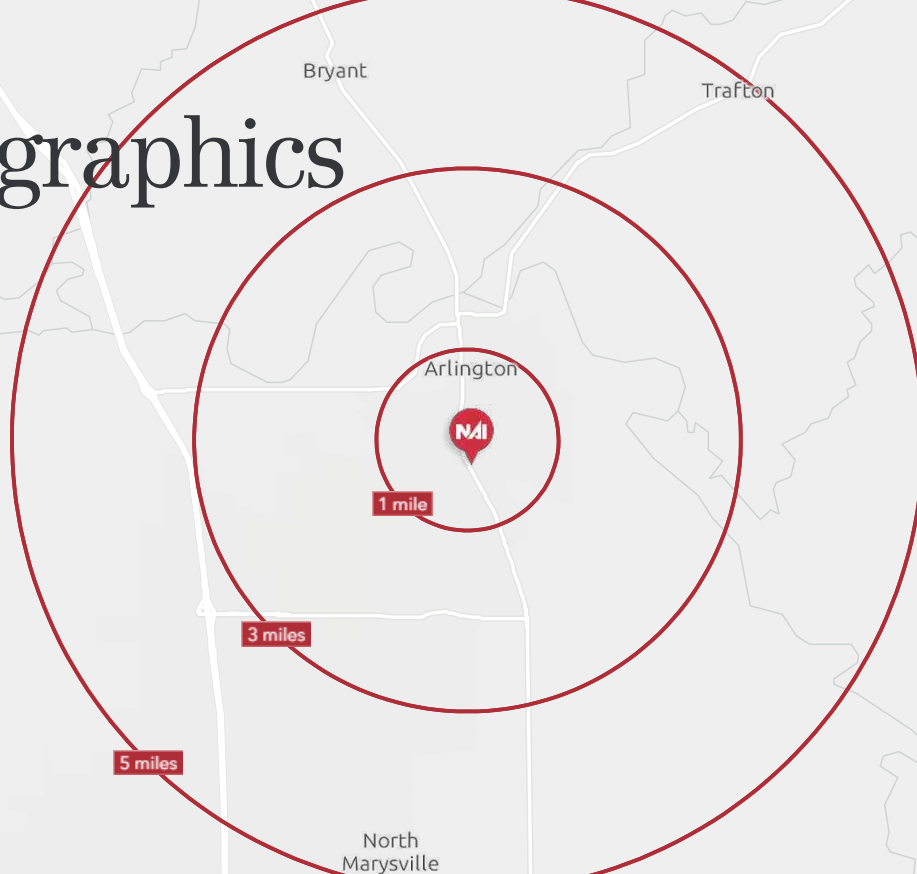 Bryant
Trafton
graphics
Arlington
NAI
1 mile
3 miles
5 miles
North
Marysville